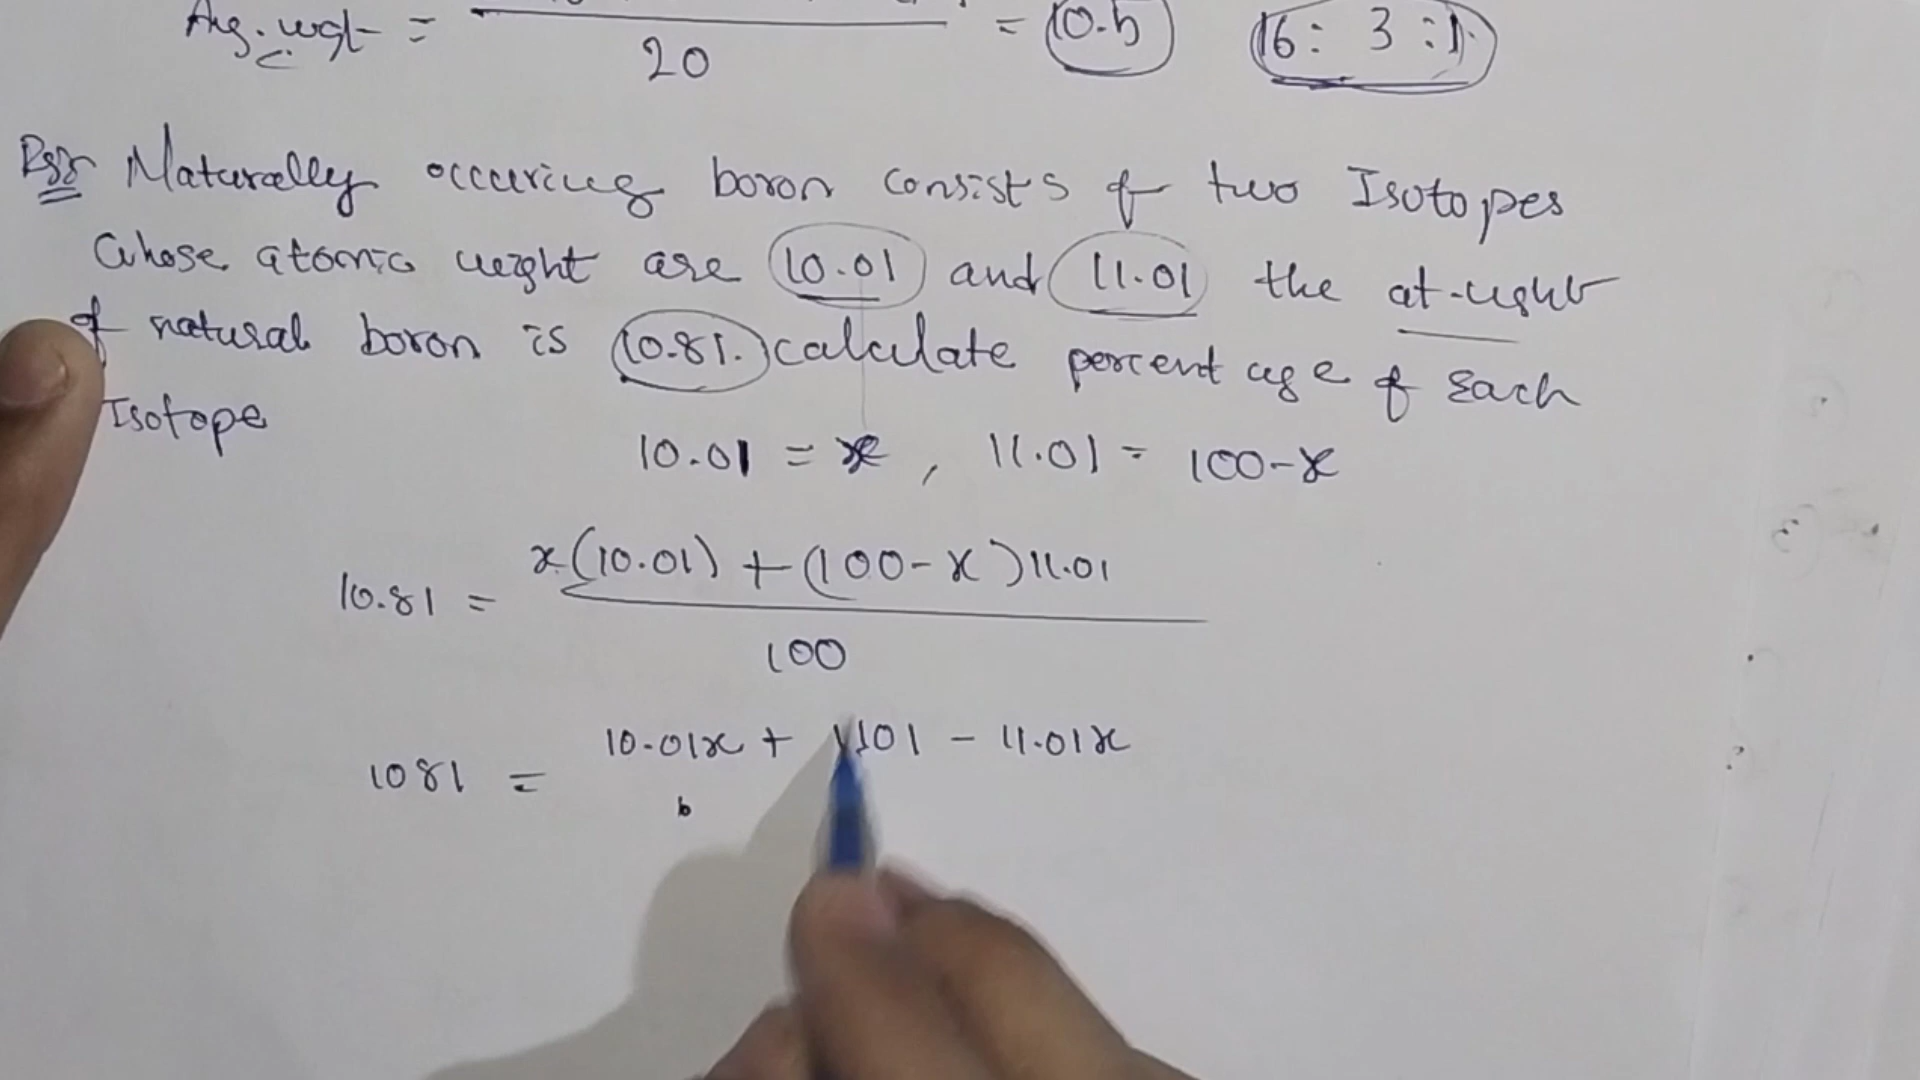 Avg. wgt = = 10.5 16 : 3 : 1
20
Naturally occuring boron consists of two Isotopes
whose atomic weight are 10.01 and 11.01 the at-wght
of natural boron is 10.81. calculate percentage of Each
Isotope
10.01 = x , 11.01 = 100-x
10.81 = x(10.01) + (100-x)11.01
100
1081 = 10.01x + 1101 - 11.01x